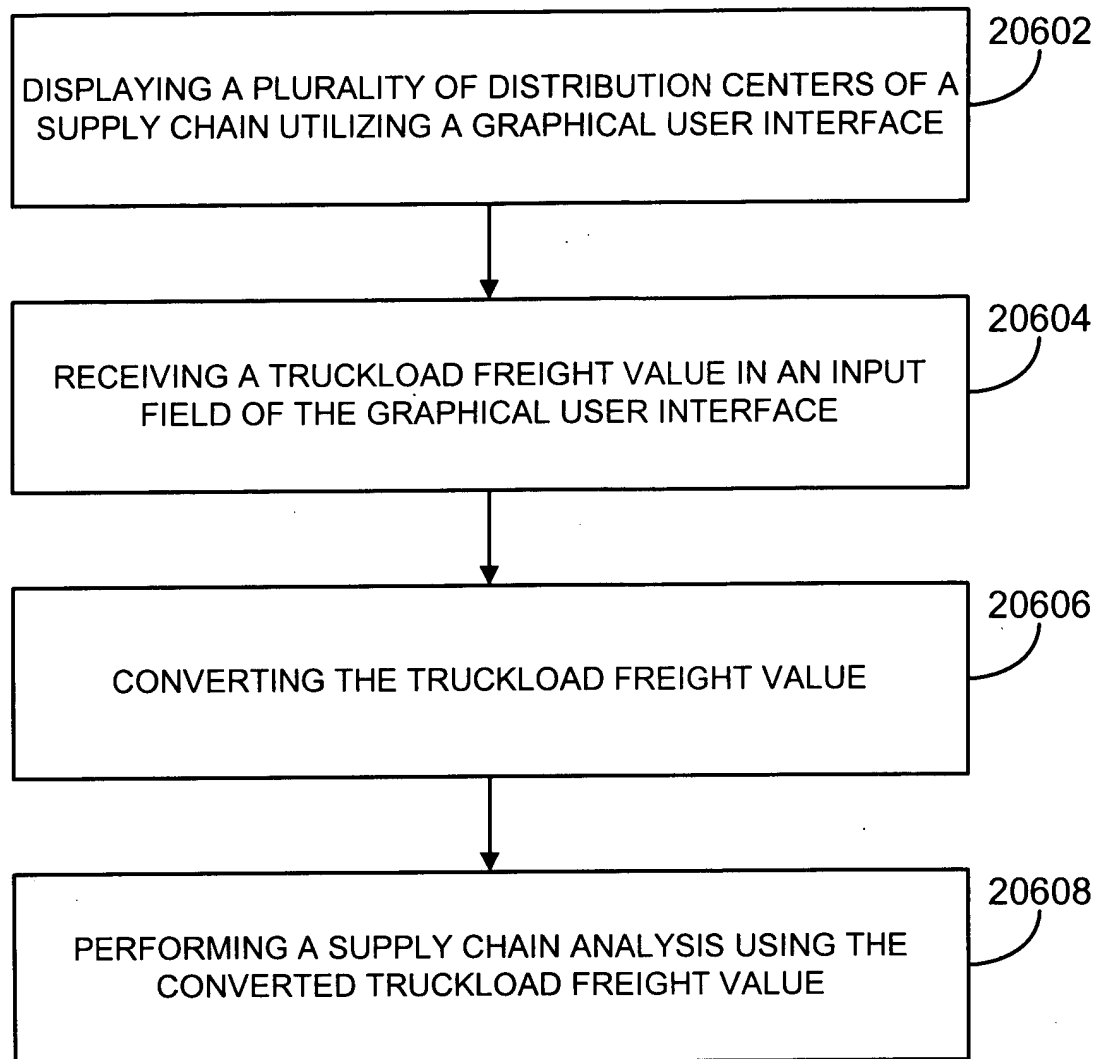 20602
DISPLAYING A PLURALITY OF DISTRIBUTION CENTERS OF A
SUPPLY CHAIN UTILIZING A GRAPHICAL USER INTERFACE
20604
RECEIVING A TRUCKLOAD FREIGHT VALUE IN AN INPUT
FIELD OF THE GRAPHICAL USER INTERFACE
20606
CONVERTING THE TRUCKLOAD FREIGHT VALUE
20608
PERFORMING A SUPPLY CHAIN ANALYSIS USING THE
CONVERTED TRUCKLOAD FREIGHT VALUE